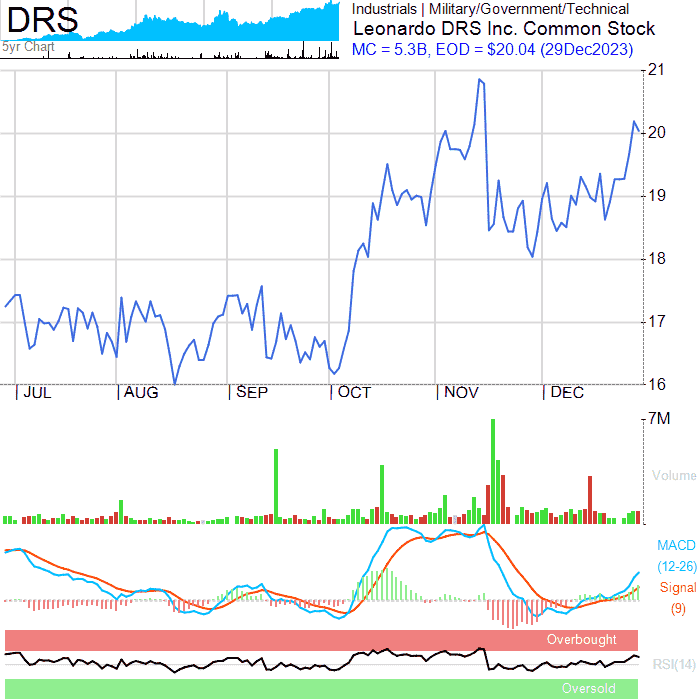 DRS
5yr Chart
Industrials | Military/Government/Technical
Leonardo DRS Inc. Common Stock
MC = 5.3B, EOD = $20.04 (29Dec2023)
21
20
19
18
17
16
JUL AUG SEP OCT NOV DEC
7M
Volume
MACD
(12-26)
Signal
(9)
Overbought
RSI(14)
Oversold